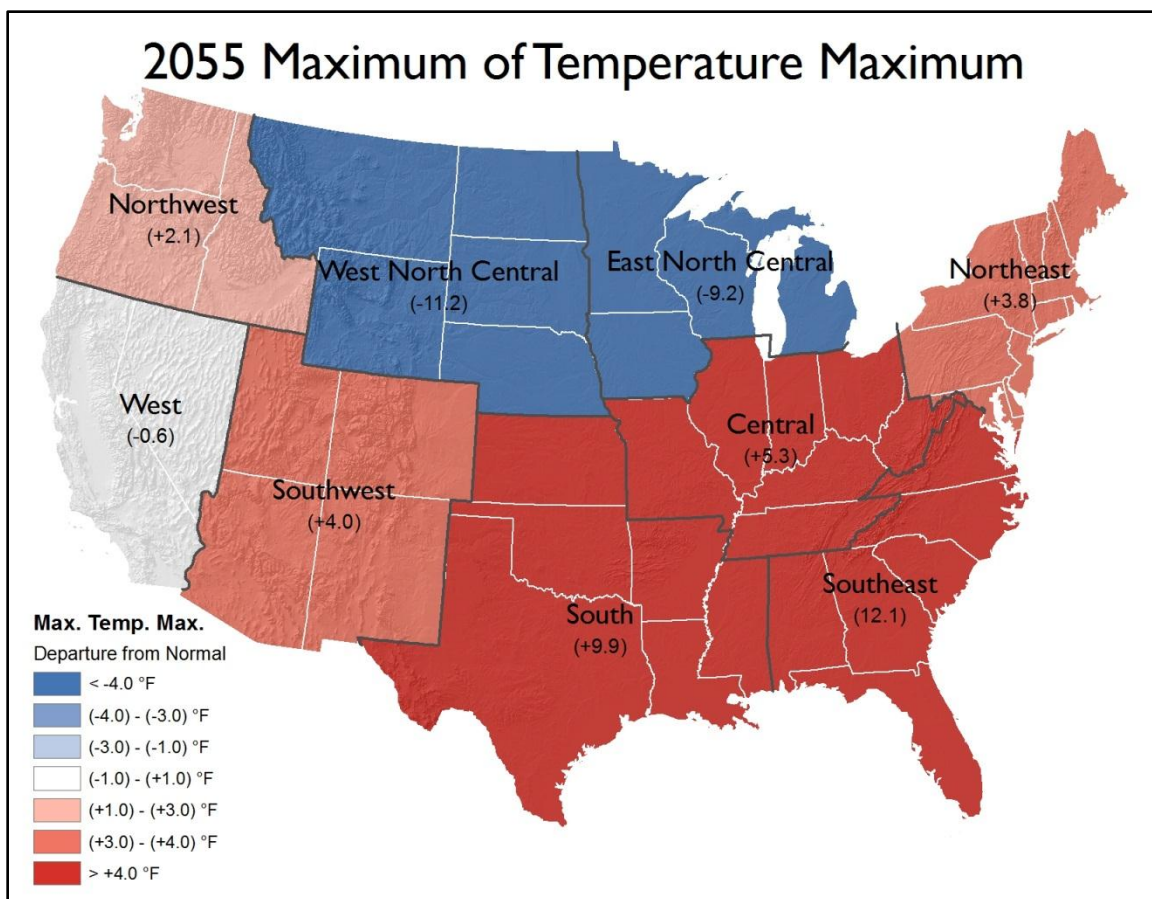 2055 Maximum of Temperature Maximum
Northwest
(+2.1)
West North Central
(-11.2)
East North Central
(-9.2)
Northeast
(+3.8)
West
(-0.6)
Southwest
(+4.0)
Central
(+5.3)
South
(+9.9)
Southeast
(12.1)
Max. Temp. Max.
Departure from Normal
< -4.0 °F
(-4.0) - (-3.0) °F
(-3.0) - (-1.0) °F
(-1.0) - (+1.0) °F
(+1.0) - (+3.0) °F
(+3.0) - (+4.0) °F
> +4.0 °F